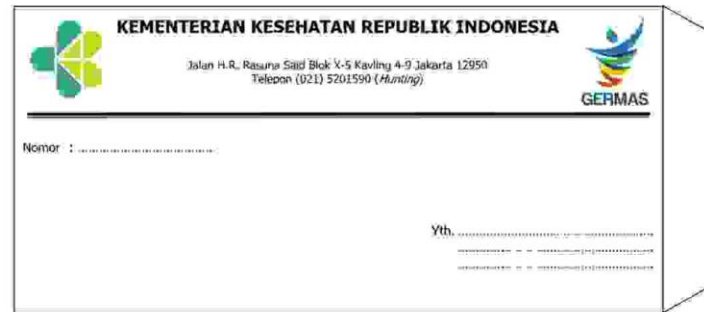 KEMENTERIAN KESEHATAN REPUBLIK INDONESIA
Jalan H.R. Rasuna Said Blok X-5 Kavling 4-9 Jakarta 12950
Telepon (021) 5201590 (Hunting)
GERMAS
Nomor : ....................................
Yth. ....................................
....................................
....................................